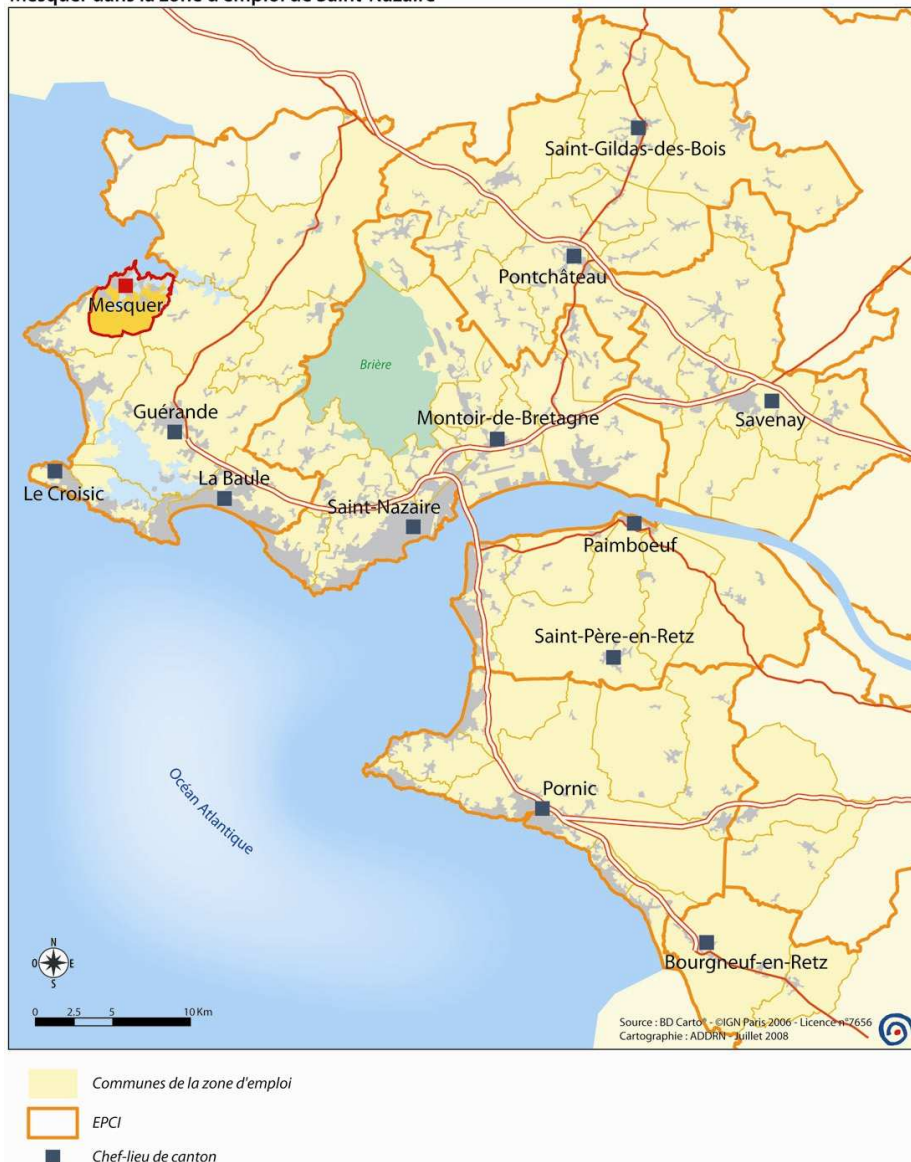 Mesquer dans la zone d'emploi de Saint-Nazaire
Saint-Gildas-des-Bois
Pontchâteau
Mesquer
Brière
Guérande
Montoir-de-Bretagne
Savenay
Le Croisic
La Baule
Saint-Nazaire
Paimboeuf
Saint-Père-en-Retz
Océan Atlantique
Pornic
Bourgneuf-en-Retz
N
O E
S
0 2.5 5 10 Km
Source : BD Carto® - ©IGN Paris 2006 - Licence n°7656
Cartographie : ADDRN - Juillet 2008
Communes de la zone d'emploi
EPCI
Chef-lieu de canton